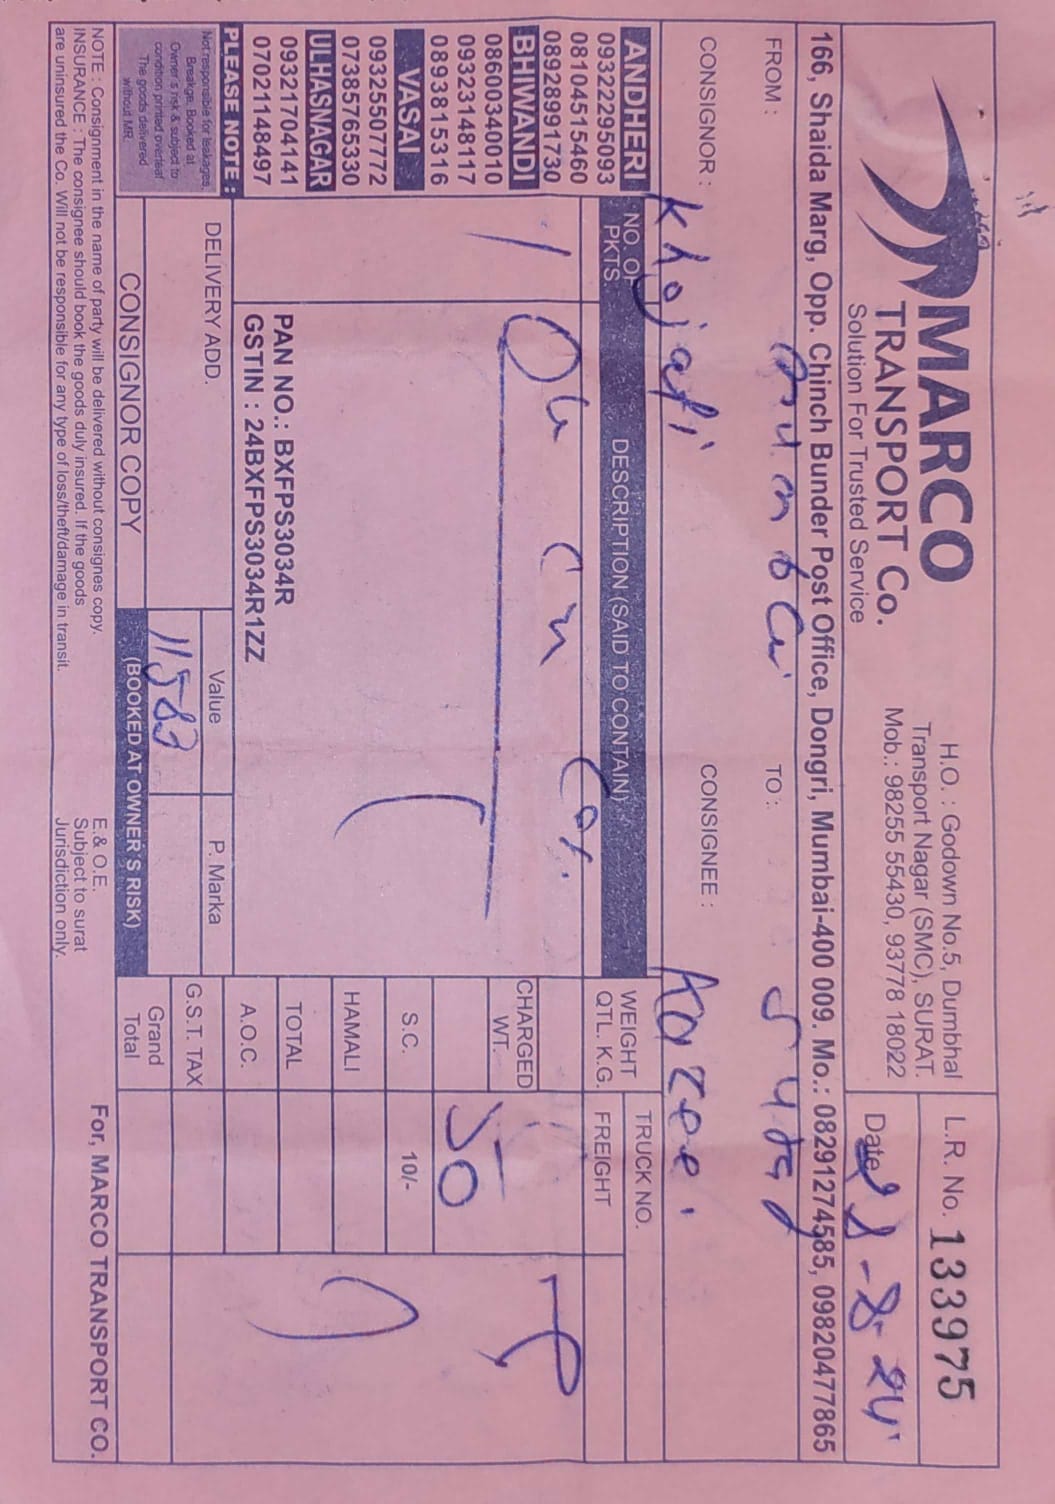 MARCO
TRANSPORT Co.
Solution For Trusted Service
H.O. : Godown No.5, Dumbhal
Transport Nagar (SMC), SURAT.
Mob.: 98255 55430, 93778 18022
L.R. No. 133975
Date 28-8-24
166, Shaida Marg, Opp. Chinch Bunder Post Office, Dongri, Mumbai-400 009. Mo.: 08291274585, 09820477865
FROM :
TO :
CONSIGNOR :
CONSIGNEE :
ANDHERI
09322295093
08104515460
08928991730
BHIWANDI
08600340010
09322348117
08938815316
VASAI
09325507772
07385765330
ULHASNAGAR
09321704141
07021148497
PLEASE NOTE :
Not responsible for leakages,
Breakge, Booked at
Owner's risk & subject to
condition printed overleaf
The goods delivered
without MR.
NO. OF
PKTS.
DESCRIPTION (SAID TO CONTAIN)
WEIGHT
QTL. K.G.
TRUCK NO.
FREIGHT
1
PAN NO.: BXFPS3034R
GSTIN : 24BXFPS3034R1ZZ
CHARGED
WT.
50
S.C. 10/-
HAMALI
TOTAL
A.O.C.
G.S.T. TAX
Grand
Total
DELIVERY ADD.
Value
P. Marka
11583
CONSIGNOR COPY
(BOOKED AT OWNER'S RISK)
NOTE : Consignment in the name of party will be delivered without consignes copy.
INSURANCE : The consignee should book the goods duly insured. If the goods
are uninsured the Co. Will not be responsible for any type of loss/theft/damage in transit.
E.& O.E.
Subject to surat
Jurisdiction only.
For, MARCO TRANSPORT CO.